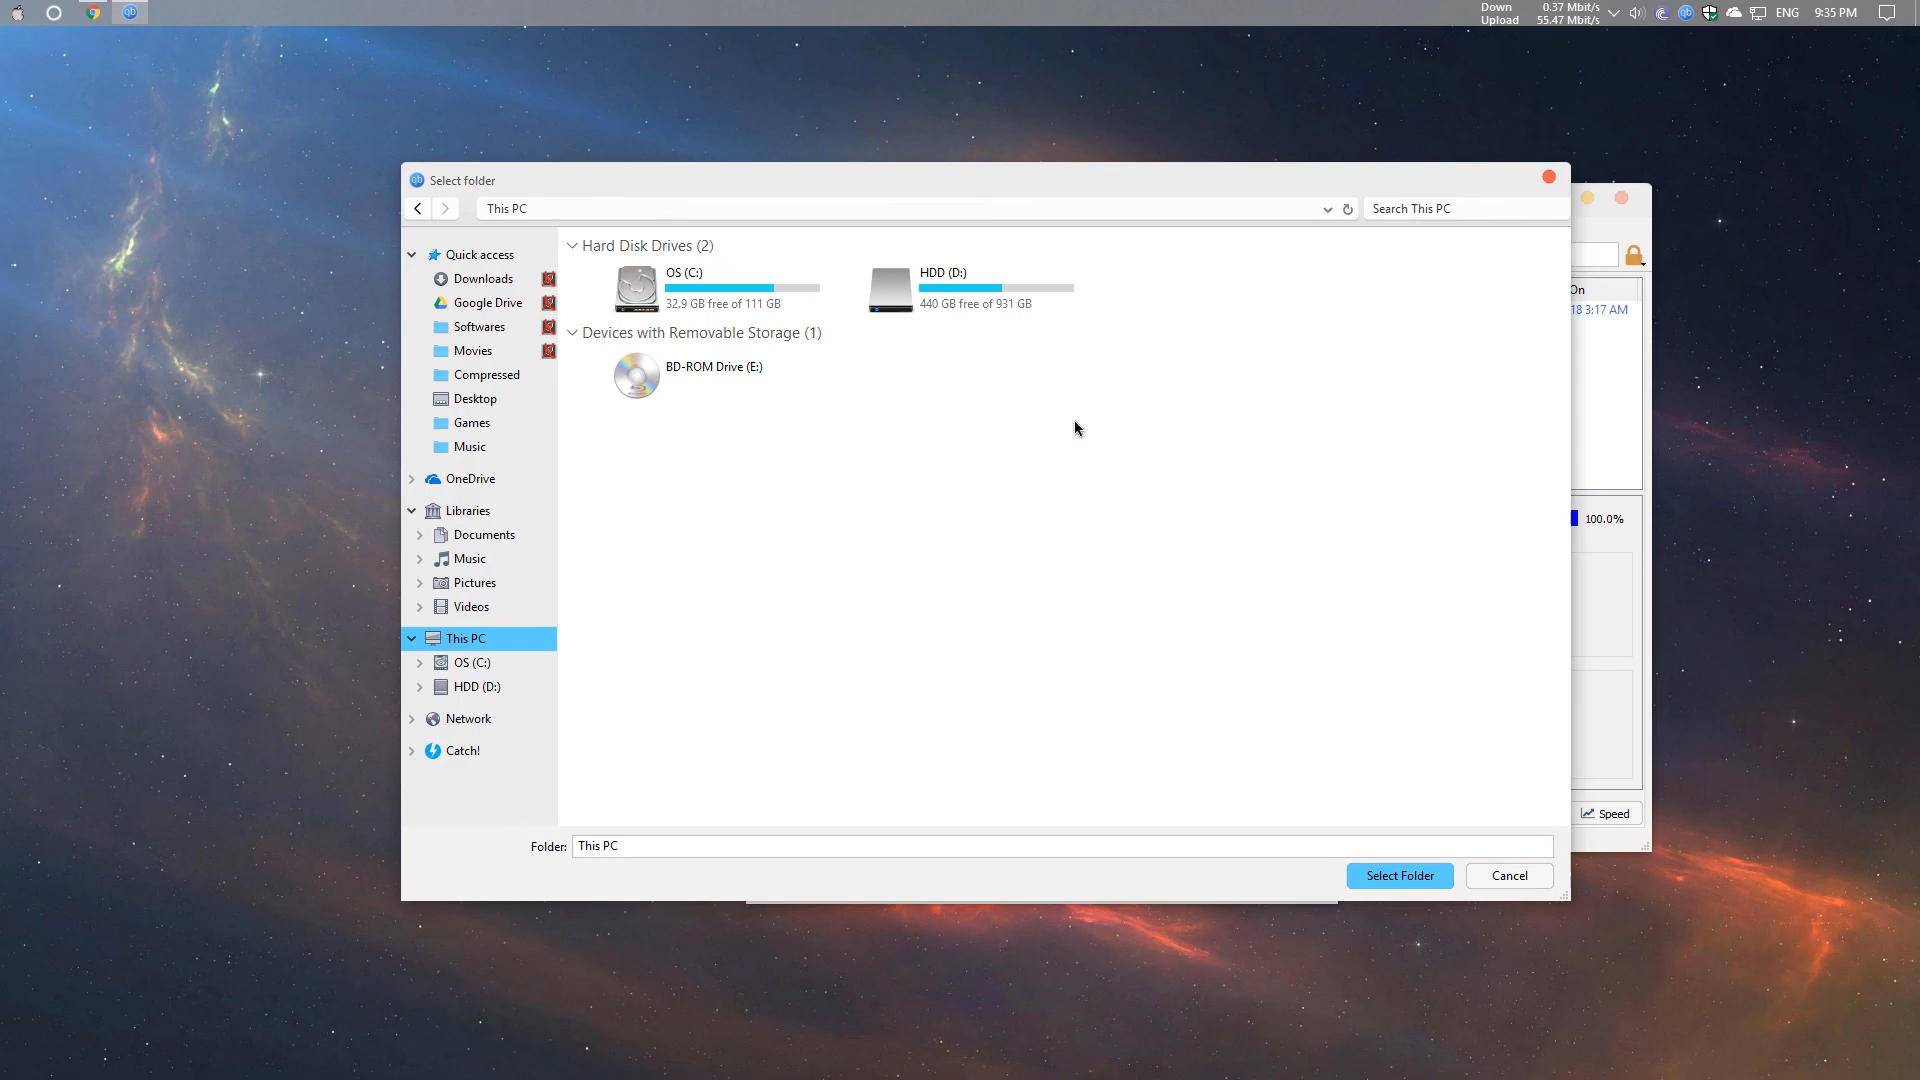 Down 0.37 Mbit/s
Upload 55.47 Mbit/s
ENG 9:35 PM
Select folder
This PC
Search This PC
Quick access
Downloads
Google Drive
Softwares
Movies
Compressed
Desktop
Games
Music
OneDrive
Libraries
Documents
Music
Pictures
Videos
This PC
OS (C:)
HDD (D:)
Network
Catch!
Hard Disk Drives (2)
OS (C:)
32.9 GB free of 111 GB
HDD (D:)
440 GB free of 931 GB
Devices with Removable Storage (1)
BD-ROM Drive (E:)
On
18 3:17 AM
100.0%
Speed
Folder: This PC
Select Folder
Cancel